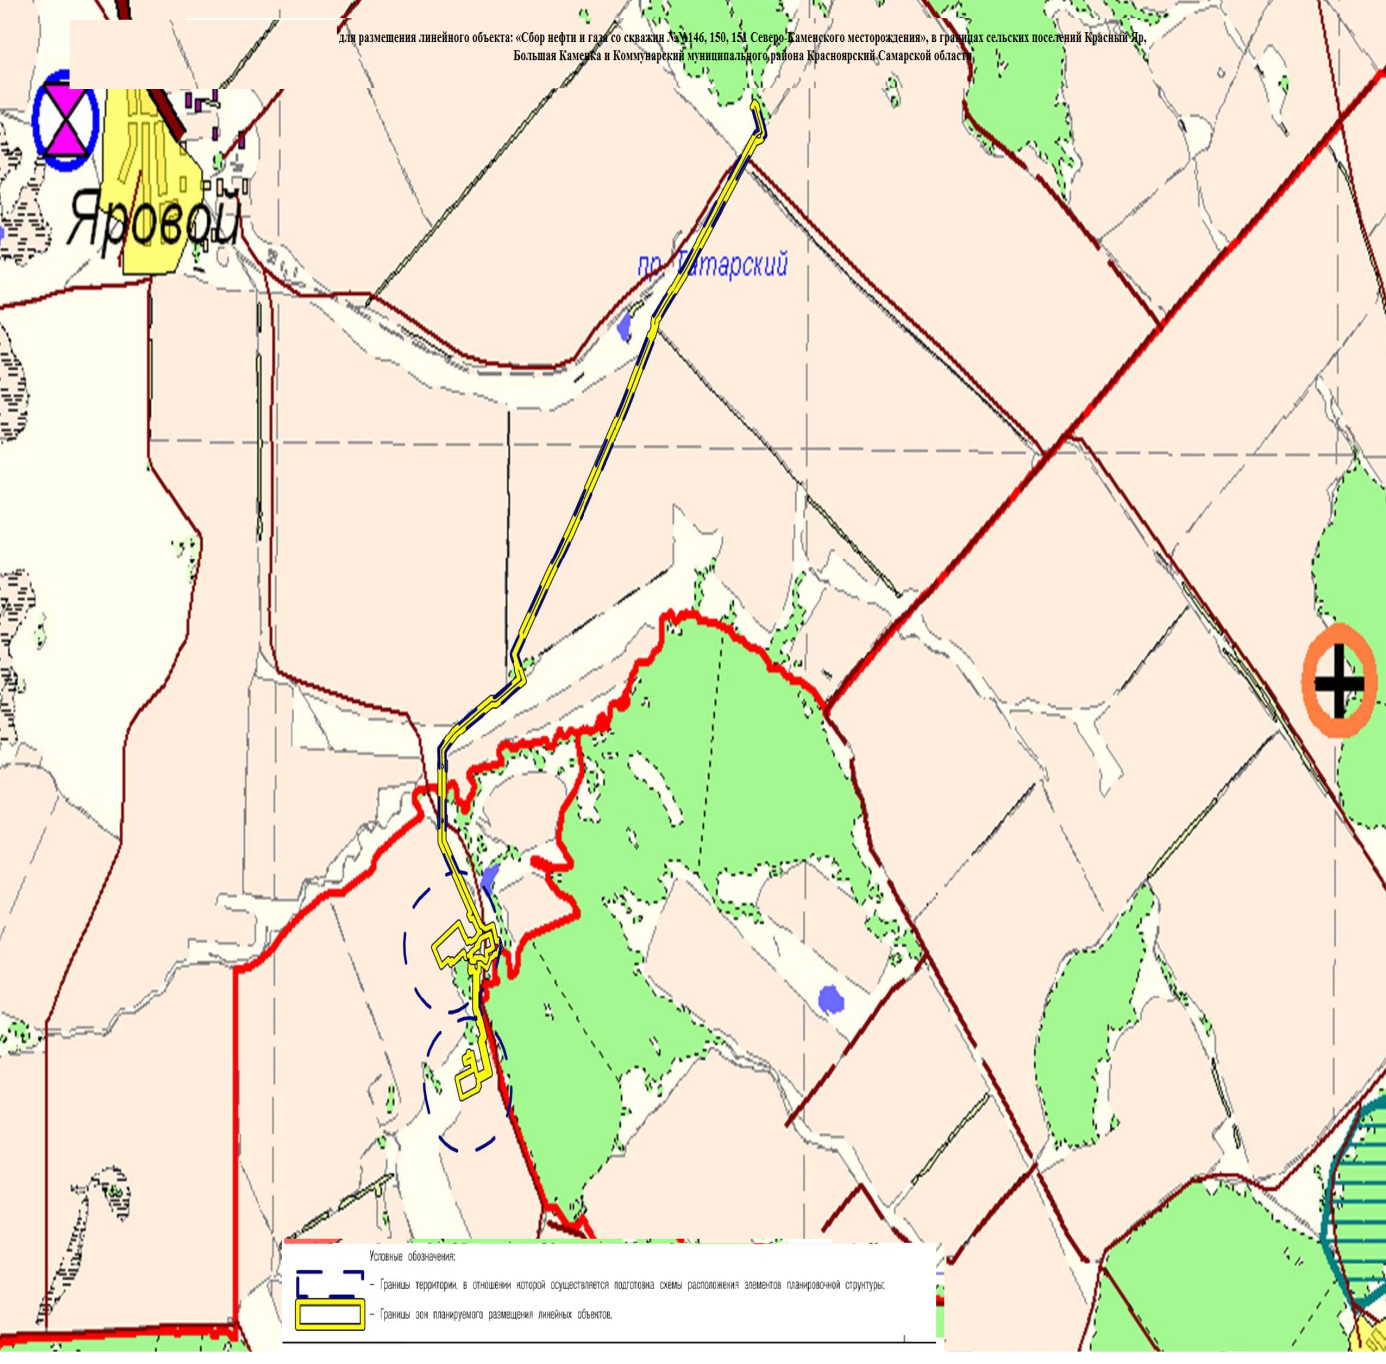 для размещения линейного объекта: «Сбор нефти и газа со скважин №№146, 150, 151 Северо-Каменского месторождения», в границах сельских поселений Красный Яр,
Большая Каменка и Коммунарский муниципального района Красноярский Самарской области
Яровой
пр. Татарский
Условные обозначения:
– Границы территории, в отношении которой осуществляется подготовка схемы расположения элементов планировочной структуры;
– Границы зон планируемого размещения линейных объектов.